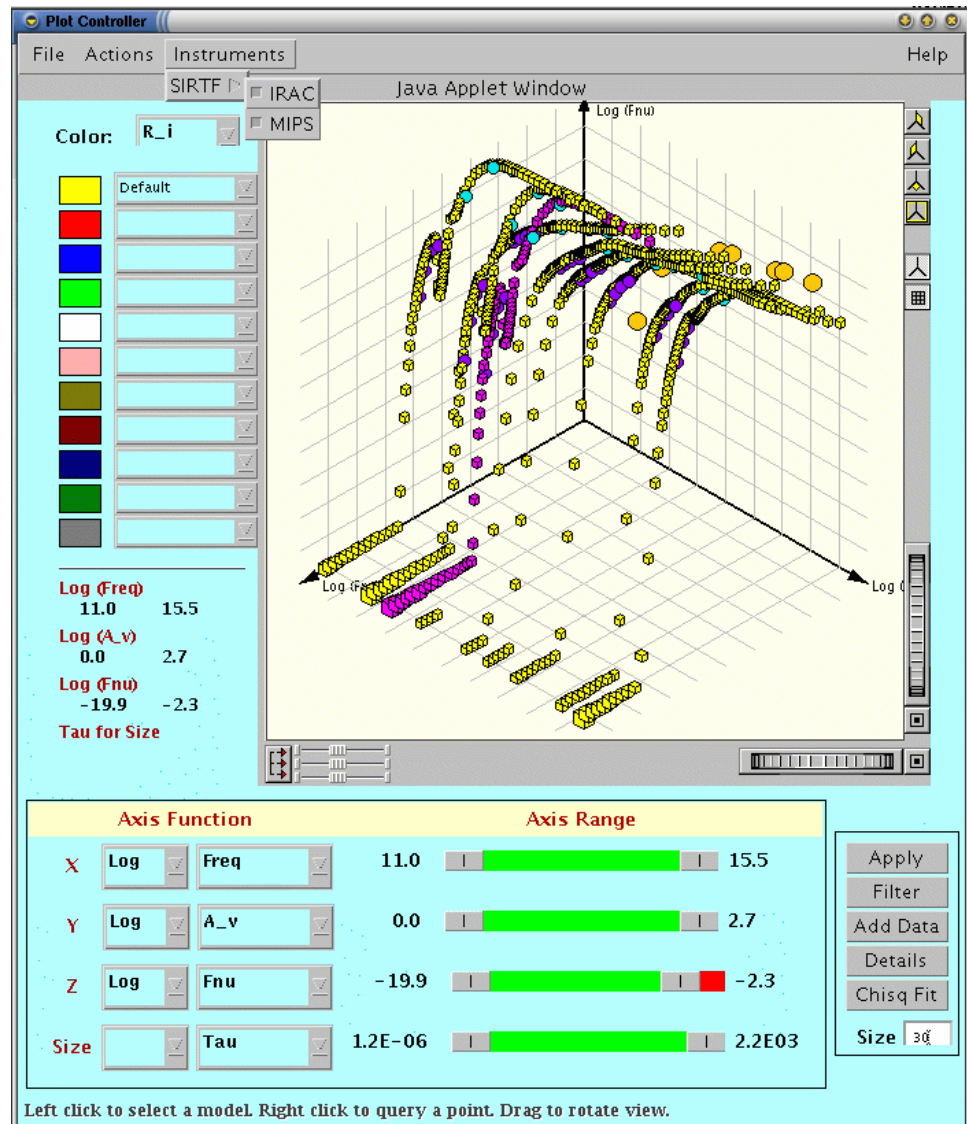 Plot Controller
File Actions Instruments Help
SIRTF IRAC
MIPS
Java Applet Window
Color: R_i
Default
Log (Fnu)
Log (
Log (Freq)
11.0 15.5
Log (A_v)
0.0 2.7
Log (Fnu)
-19.9 -2.3
Tau for Size
Axis Function Axis Range
X Log Freq 11.0 15.5
Y Log A_v 0.0 2.7
Z Log Fnu -19.9 -2.3
Size Tau 1.2E-06 2.2E03
Apply
Filter
Add Data
Details
Chisq Fit
Size 30
Left click to select a model. Right click to query a point. Drag to rotate view.